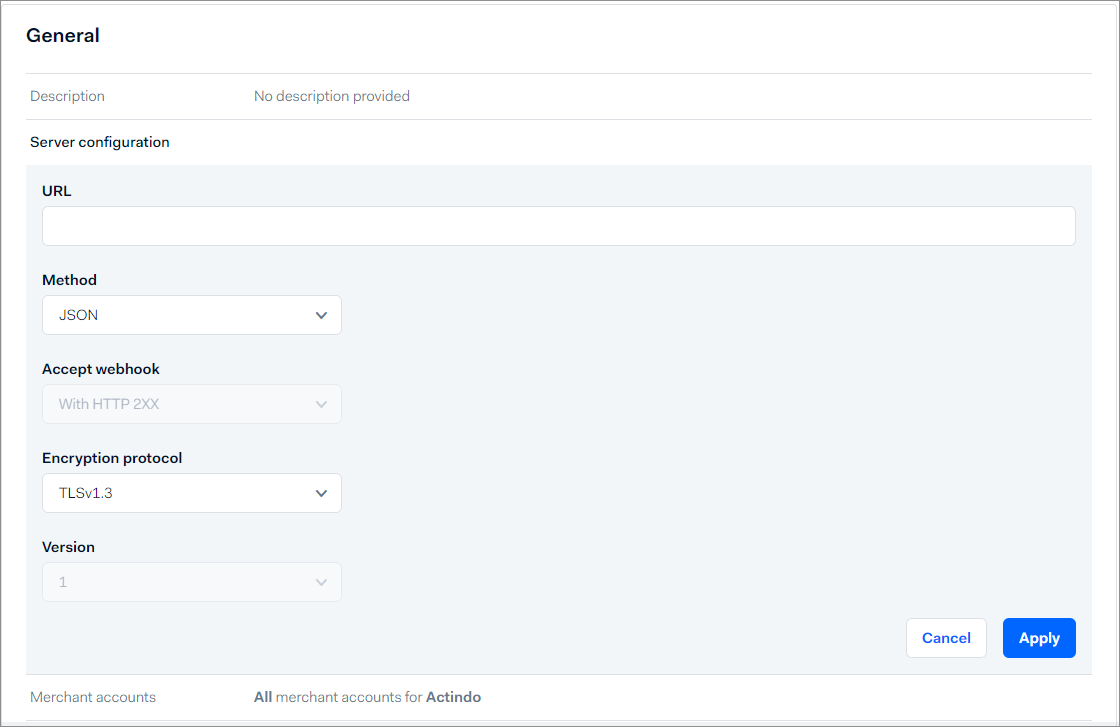 General
Description No description provided
Server configuration
URL
Method
JSON
Accept webhook
With HTTP 2XX
Encryption protocol
TLSv1.3
Version
1
Cancel Apply
Merchant accounts All merchant accounts for Actindo